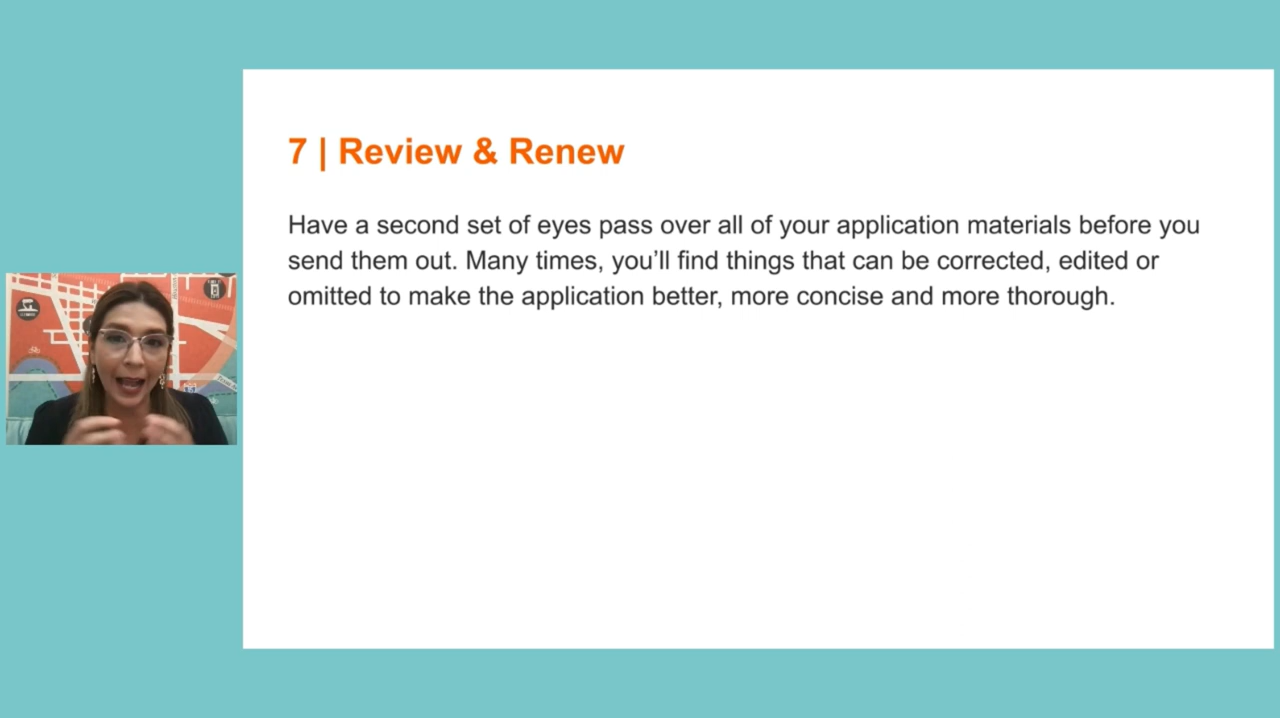 7 | Review & Renew
Have a second set of eyes pass over all of your application materials before you
send them out. Many times, you’ll find things that can be corrected, edited or
omitted to make the application better, more concise and more thorough.